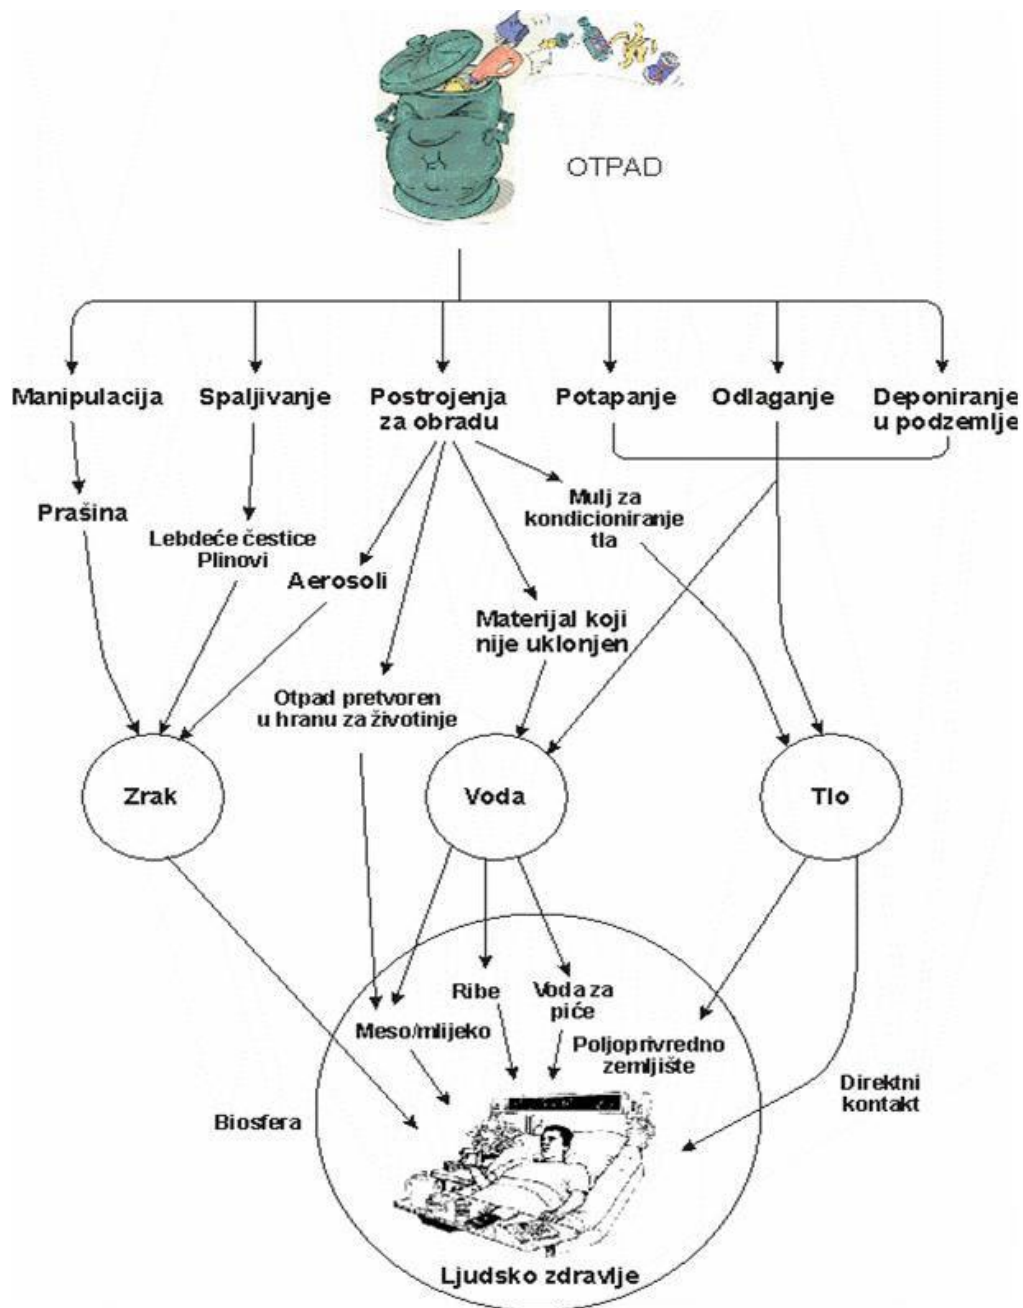 OTPAD
Manipulacija
Spaljivanje
Postrojenja
za obradu
Potapanje
Odlaganje
Deponiranje
u podzemlje
Prašina
Lebdeće čestice
Plinovi
Aerosoli
Mulj za
kondicioniranje
tla
Materijal koji
nije uklonjen
Otpad pretvoren
u hranu za životinje
Zrak
Voda
Tlo
Ribe
Voda za
piće
Meso/mlijeko
Poljoprivredno
zemljište
Direktni
kontakt
Biosfera
Ljudsko zdravlje